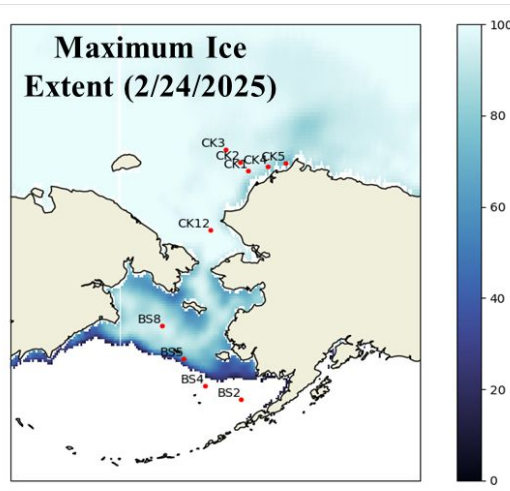 Maximum Ice
Extent (2/24/2025)
100
80
60
40
20
0
CK3
CK2 CK4 CK5
CK1
CK12
BS8
BS5
BS4
BS2